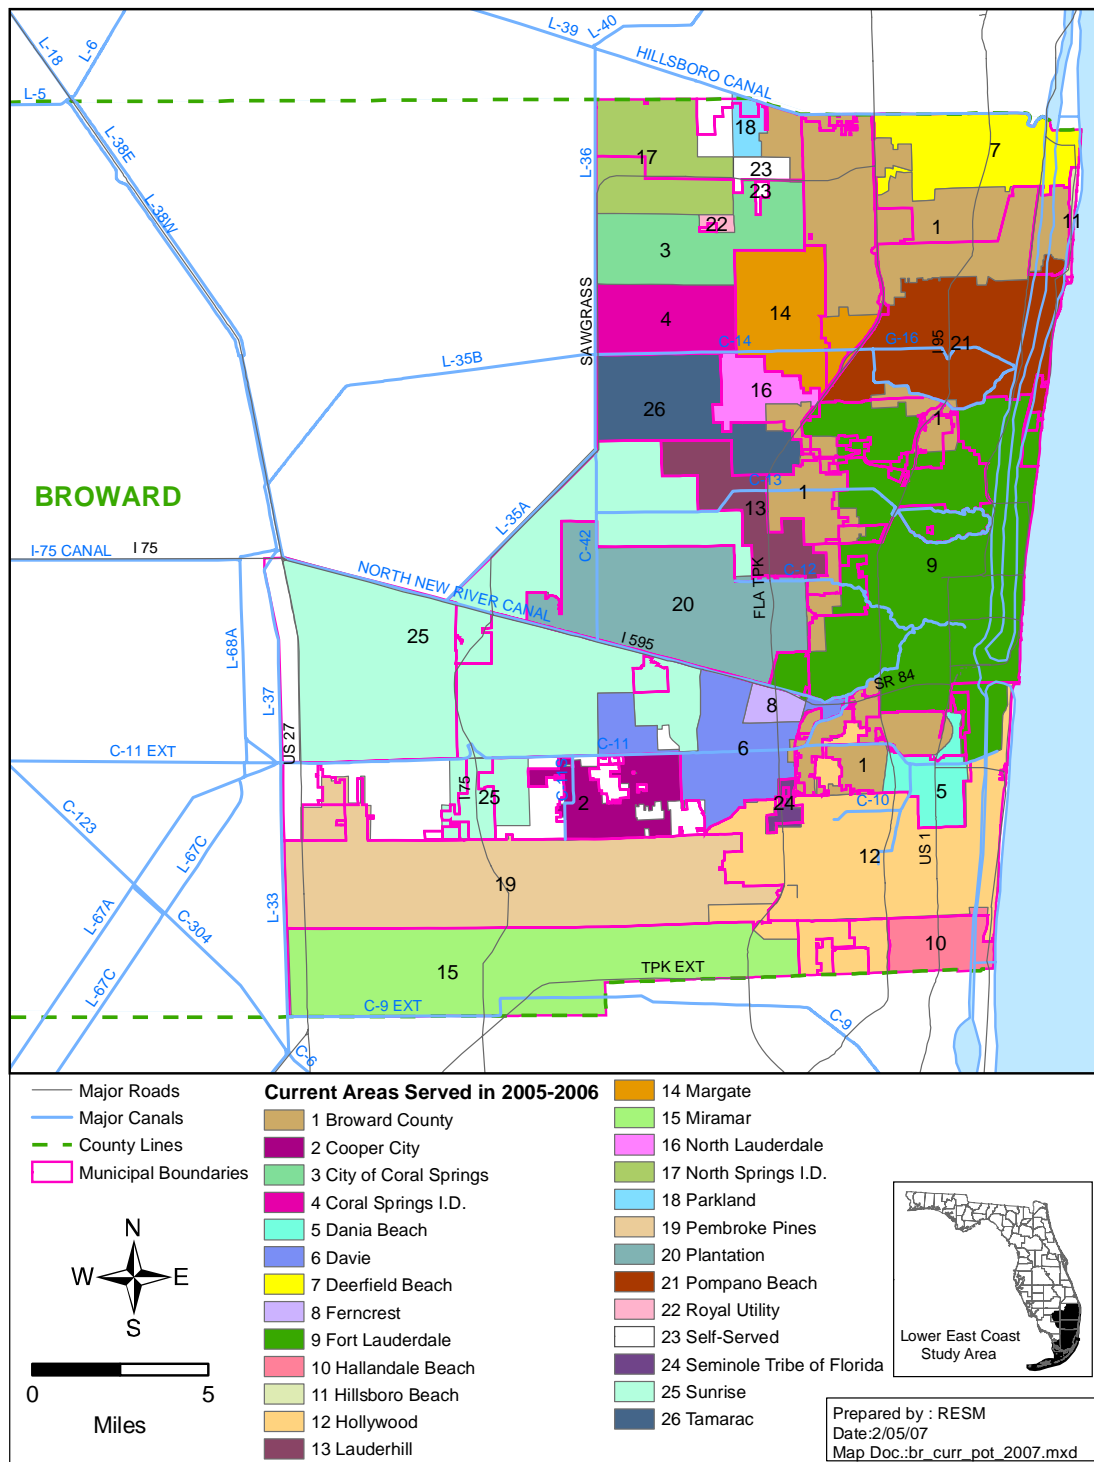 L-39
L-40
L-18
L-6
HILLSBORO CANAL
L-5
18
L-38E
L-36
17
7
23
23
L-38W
22
1
11
3
SAWGRASS
14
4
G-16
I 95
21
C-14
L-35B
16
26
1
BROWARD
C-13
1
L-35A
13
I-75 CANAL
I 75
C-42
NORTH NEW RIVER CANAL
C-12
9
FLA TPK
20
L-68A
25
I 595
L-37
SR 84
8
US 27
C-11 EXT
C-11
6
1
I 75
25
2
24
C-10
5
C-123
L-67C
US 1
12
19
L-67A
L-33
C-304
10
15
TPK EXT
L-67C
C-9 EXT
C-9
C-6
Major Roads
Major Canals
County Lines
Municipal Boundaries
Current Areas Served in 2005-2006
1 Broward County
2 Cooper City
3 City of Coral Springs
4 Coral Springs I.D.
5 Dania Beach
6 Davie
7 Deerfield Beach
8 Ferncrest
9 Fort Lauderdale
10 Hallandale Beach
11 Hillsboro Beach
12 Hollywood
13 Lauderhill
14 Margate
15 Miramar
16 North Lauderdale
17 North Springs I.D.
18 Parkland
19 Pembroke Pines
20 Plantation
21 Pompano Beach
22 Royal Utility
23 Self-Served
24 Seminole Tribe of Florida
25 Sunrise
26 Tamarac
N
W E
S
0 5
Miles
Lower East Coast
Study Area
Prepared by : RESM
Date:2/05/07
Map Doc.:br_curr_pot_2007.mxd